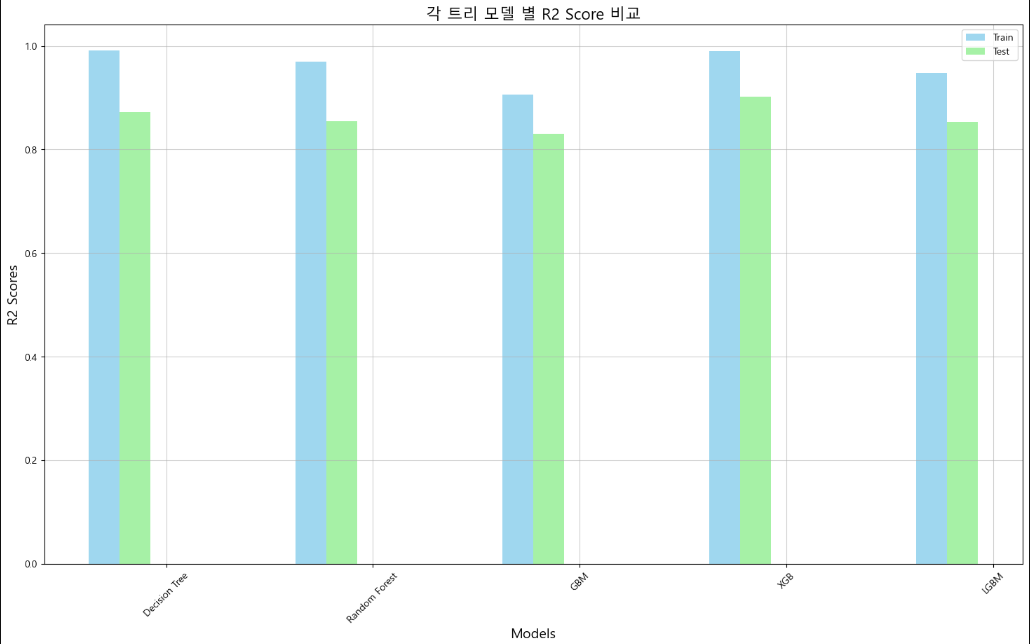 각 트리 모델 별 R2 Score 비교
Train
Test
R2 Scores
1.0
0.8
0.6
0.4
0.2
0.0
Decision Tree
Random Forest
GBM
XGB
LGBM
Models